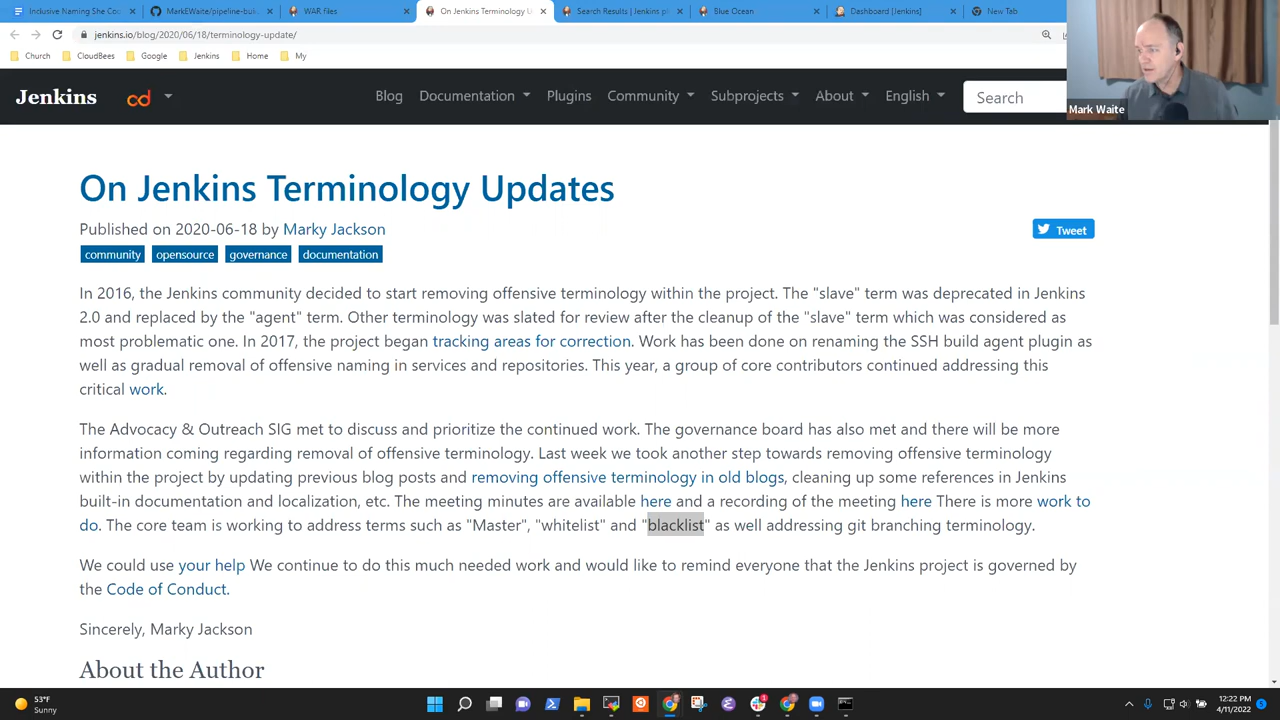 Inclusive Naming She Cod
MarkEWaite/pipeline-buil
WAR files
On Jenkins Terminology U
Search Results | Jenkins pl
Blue Ocean
Dashboard [Jenkins]
New Tab
jenkins.io/blog/2020/06/18/terminology-update/
Church
CloudBees
Google
Jenkins
Home
My
Jenkins
cd
Blog
Documentation
Plugins
Community
Subprojects
About
English
Search
Mark Waite
On Jenkins Terminology Updates
Published on 2020-06-18 by Marky Jackson
Tweet
community
opensource
governance
documentation
In 2016, the Jenkins community decided to start removing offensive terminology within the project. The "slave" term was deprecated in Jenkins
2.0 and replaced by the "agent" term. Other terminology was slated for review after the cleanup of the "slave" term which was considered as
most problematic one. In 2017, the project began tracking areas for correction. Work has been done on renaming the SSH build agent plugin as
well as gradual removal of offensive naming in services and repositories. This year, a group of core contributors continued addressing this
critical work.
The Advocacy & Outreach SIG met to discuss and prioritize the continued work. The governance board has also met and there will be more
information coming regarding removal of offensive terminology. Last week we took another step towards removing offensive terminology
within the project by updating previous blog posts and removing offensive terminology in old blogs, cleaning up some references in Jenkins
built-in documentation and localization, etc. The meeting minutes are available here and a recording of the meeting here There is more work to
do. The core team is working to address terms such as "Master", "whitelist" and "blacklist" as well addressing git branching terminology.
We could use your help We continue to do this much needed work and would like to remind everyone that the Jenkins project is governed by
the Code of Conduct.
Sincerely, Marky Jackson
About the Author
53°F
Sunny
12:22 PM
4/11/2022